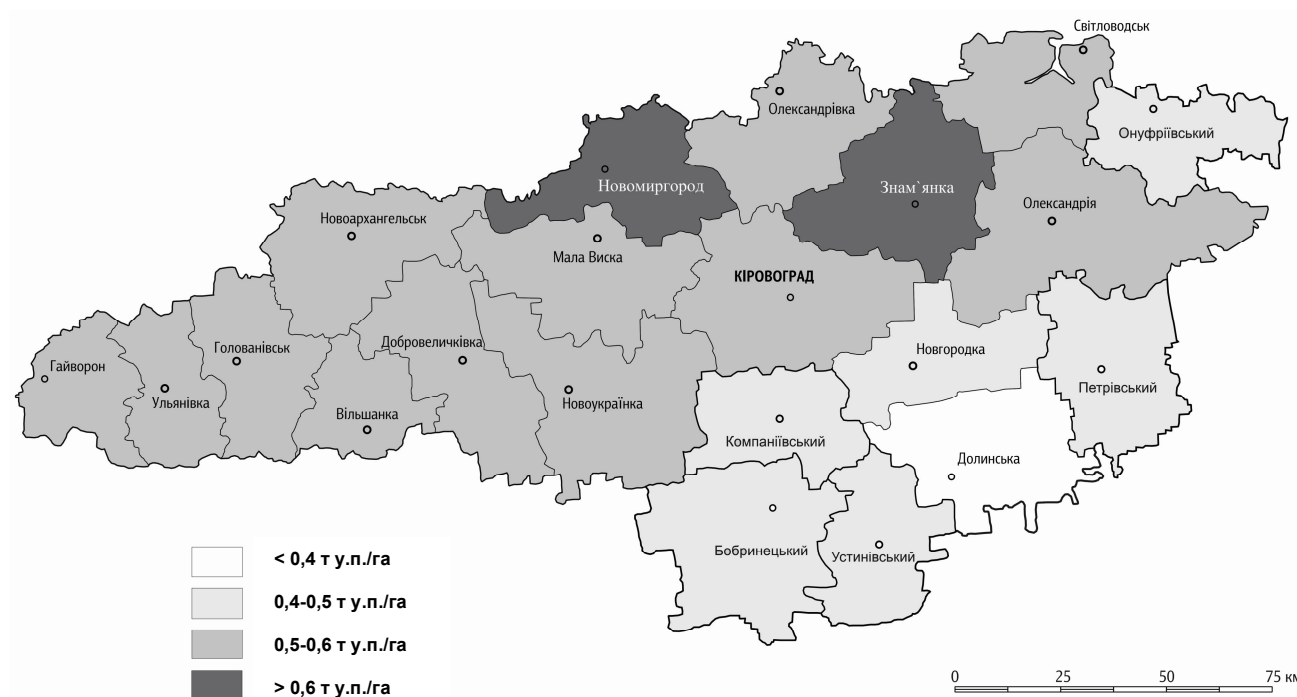 Світловодськ
Олександрівка
Онуфріївський
Новомиргород
Знам`янка
Новоархангельськ
Олександрія
Мала Виска
КІРОВОГРАД
Гайворон
Голованівськ
Добровеличківка
Новгородка
Ульянівка
Новоукраїнка
Петрівський
Вільшанка
Компаніївський
Долинська
Бобринецький
Устинівський
< 0,4 т у.п./га
0,4-0,5 т у.п./га
0,5-0,6 т у.п./га
> 0,6 т у.п./га
0 25 50 75 км